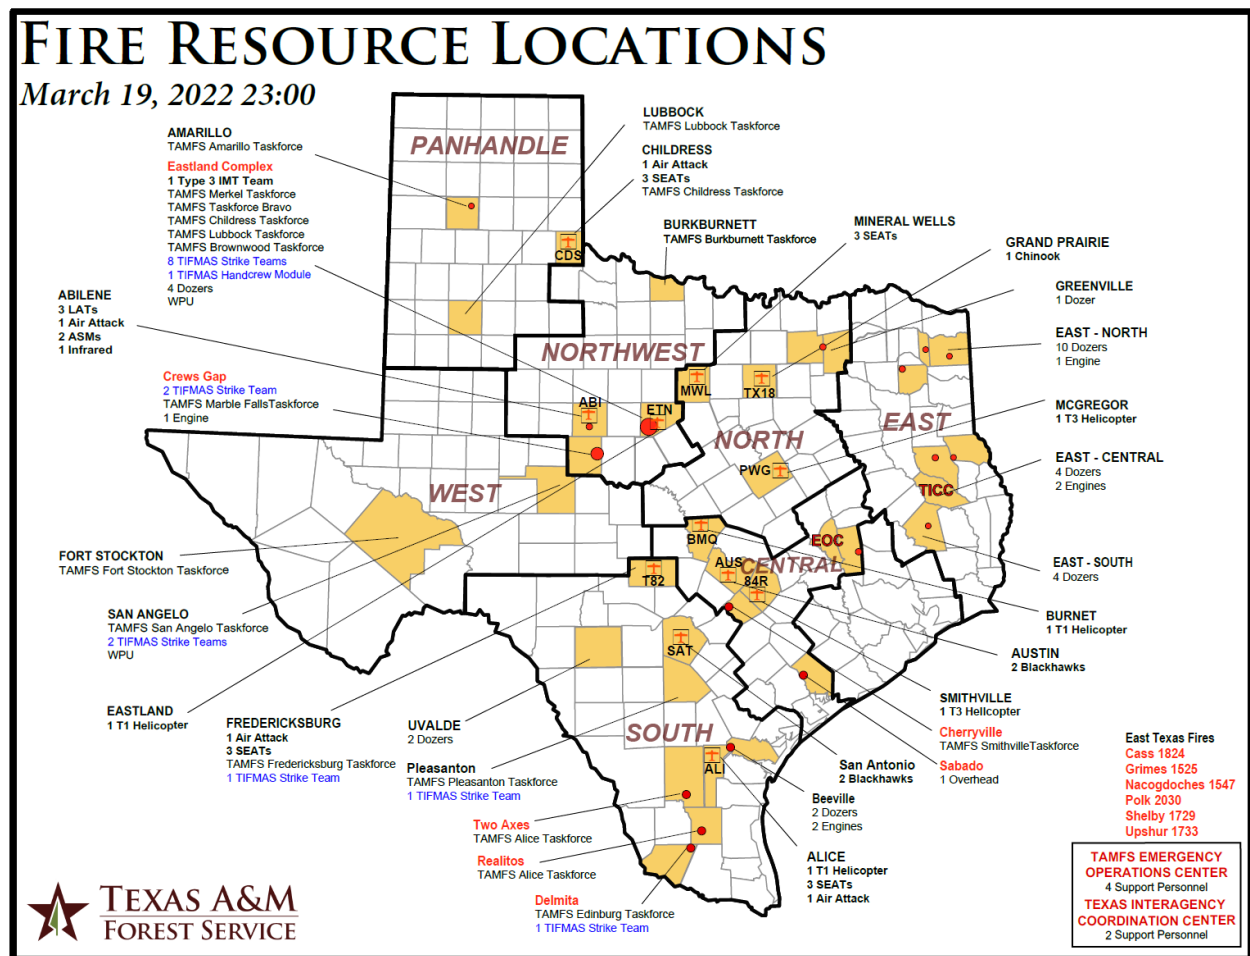 FIRE RESOURCE LOCATIONS
March 19, 2022 23:00
AMARILLO
TAMFS Amarillo Taskforce
Eastland Complex
1 Type 3 IMT Team
TAMFS Merkel Taskforce
TAMFS Taskforce Bravo
TAMFS Childress Taskforce
TAMFS Lubbock Taskforce
TAMFS Brownwood Taskforce
8 TIFMAS Strike Teams
1 TIFMAS Handcrew Module
4 Dozers
WPU
ABILENE
3 LATs
1 Air Attack
2 ASMs
1 Infrared
Crews Gap
2 TIFMAS Strike Team
TAMFS Marble FallsTaskforce
1 Engine
FORT STOCKTON
TAMFS Fort Stockton Taskforce
SAN ANGELO
TAMFS San Angelo Taskforce
2 TIFMAS Strike Teams
WPU
EASTLAND
1 T1 Helicopter
FREDERICKSBURG
1 Air Attack
3 SEATs
TAMFS Fredericksburg Taskforce
1 TIFMAS Strike Team
UVALDE
2 Dozers
Pleasanton
TAMFS Pleasanton Taskforce
1 TIFMAS Strike Team
Two Axes
TAMFS Alice Taskforce
Realitos
TAMFS Alice Taskforce
Delmita
TAMFS Edinburg Taskforce
1 TIFMAS Strike Team
LUBBOCK
TAMFS Lubbock Taskforce
CHILDRESS
1 Air Attack
3 SEATs
TAMFS Childress Taskforce
BURKBURNETT
TAMFS Burkburnett Taskforce
MINERAL WELLS
3 SEATs
GRAND PRAIRIE
1 Chinook
GREENVILLE
1 Dozer
EAST - NORTH
10 Dozers
1 Engine
MCGREGOR
1 T3 Helicopter
EAST - CENTRAL
4 Dozers
2 Engines
EAST - SOUTH
4 Dozers
BURNET
1 T1 Helicopter
AUSTIN
2 Blackhawks
SMITHVILLE
1 T3 Helicopter
Cherryville
TAMFS SmithvilleTaskforce
Sabado
1 Overhead
San Antonio
2 Blackhawks
Beeville
2 Dozers
2 Engines
ALICE
1 T1 Helicopter
3 SEATs
1 Air Attack
PANHANDLE
CDS
NORTHWEST
ABI
ETN
MWL
TX18
NORTH
EAST
PWG
TICC
WEST
BMQ
EOC
AUS
CENTRAL
84R
T82
SAT
SOUTH
ALI
East Texas Fires
Cass 1824
Grimes 1525
Nacogdoches 1547
Polk 2030
Shelby 1729
Upshur 1733
TAMFS EMERGENCY
OPERATIONS CENTER
4 Support Personnel
TEXAS INTERAGENCY
COORDINATION CENTER
2 Support Personnel
TEXAS A&M
FOREST SERVICE